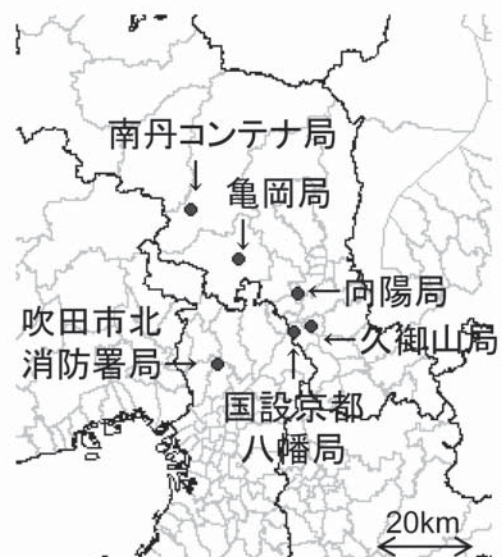 南丹コンテナ局
↓
亀岡局
↓
←向陽局
吹田市北
消防署局→
←久御山局
↑
国設京都
八幡局
20km